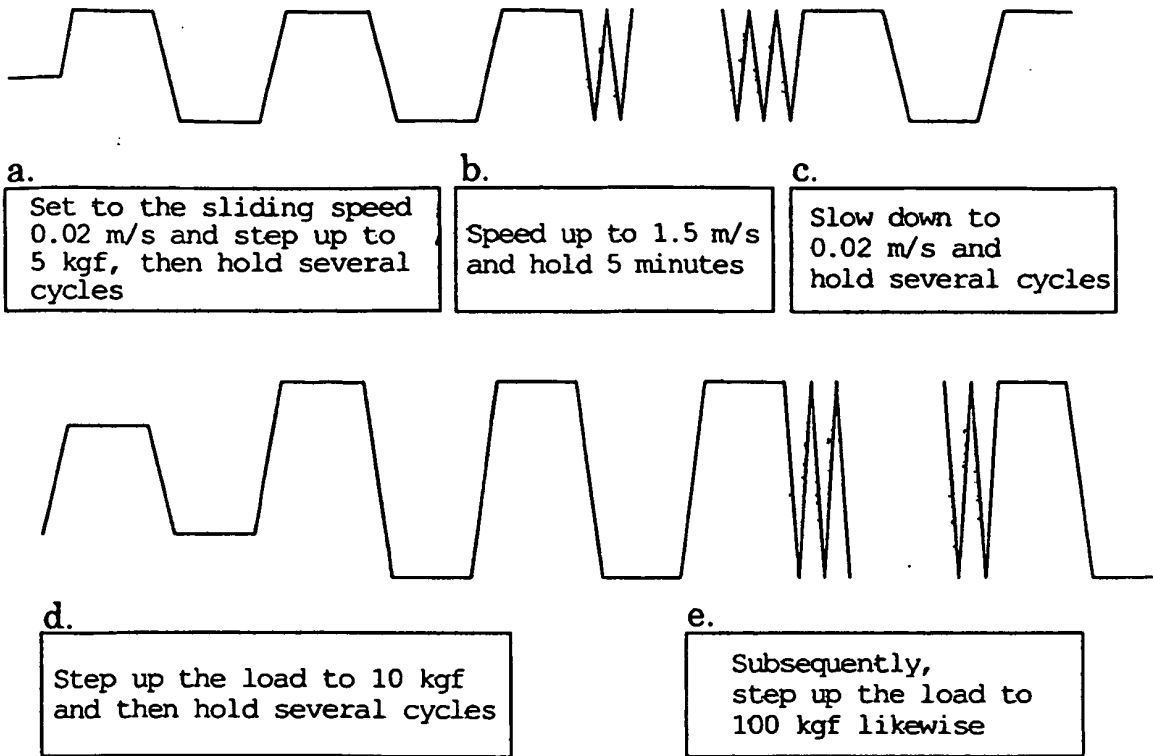 a.
Set to the sliding speed
0.02 m/s and step up to
5 kgf, then hold several
cycles
b.
Speed up to 1.5 m/s
and hold 5 minutes
c.
Slow down to
0.02 m/s and
hold several cycles
d.
Step up the load to 10 kgf
and then hold several cycles
e.
Subsequently,
step up the load to
100 kgf likewise